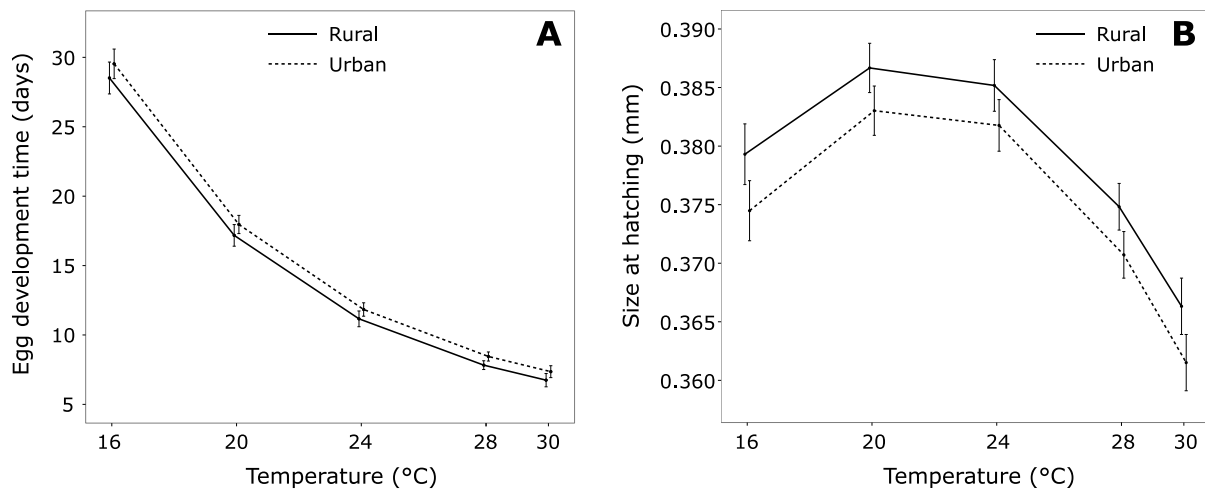 A
Rural
Urban
Egg development time (days)
30
25
20
15
10
5
16 20 24 28 30
Temperature (°C)
B
Rural
Urban
Size at hatching (mm)
0.390
0.385
0.380
0.375
0.370
0.365
0.360
16 20 24 28 30
Temperature (°C)